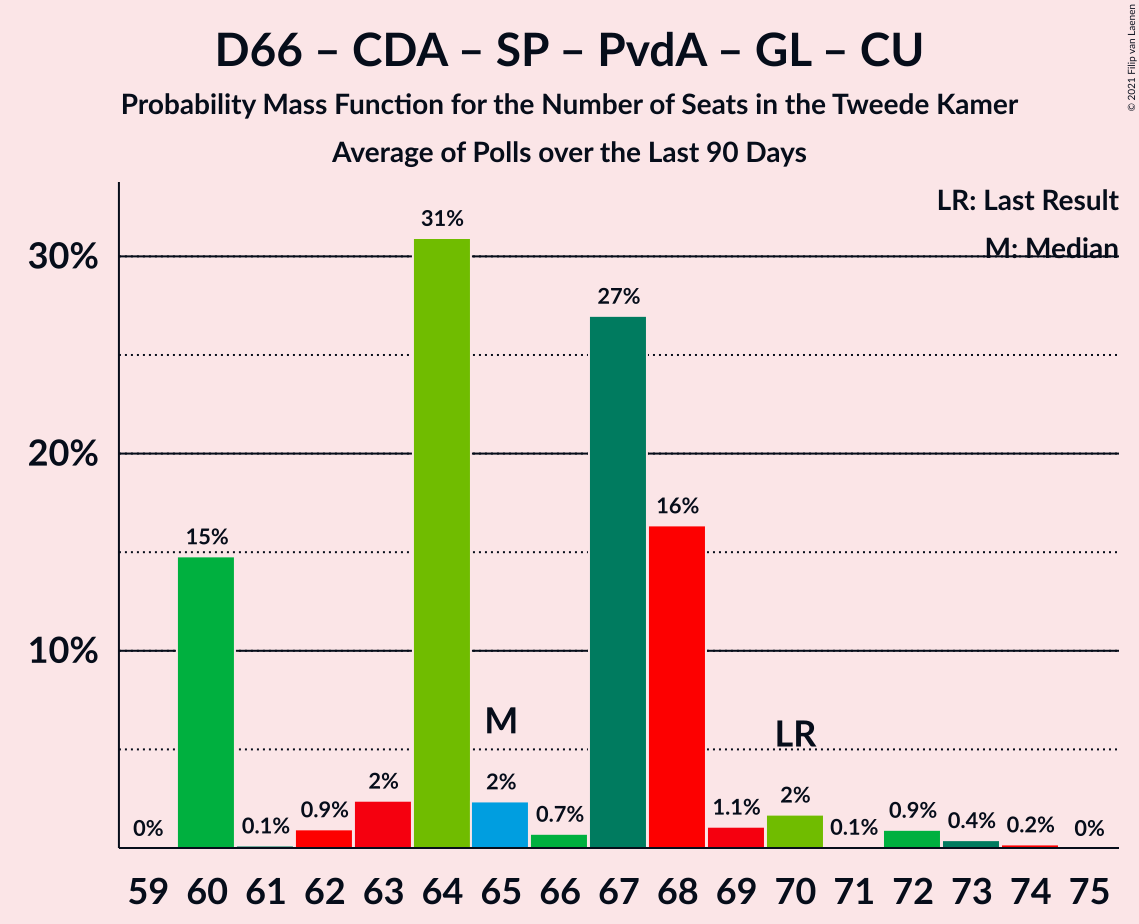 D66 – CDA – SP – PvdA – GL – CU
Probability Mass Function for the Number of Seats in the Tweede Kamer
Average of Polls over the Last 90 Days
© 2021 Filip van Laenen
LR: Last Result
M: Median
30%
20%
10%
0%
15%
0.1%
0.9%
2%
31%
2%
0.7%
27%
16%
1.1%
2%
0.1%
0.9%
0.4%
0.2%
0%
M
LR
59 60 61 62 63 64 65 66 67 68 69 70 71 72 73 74 75